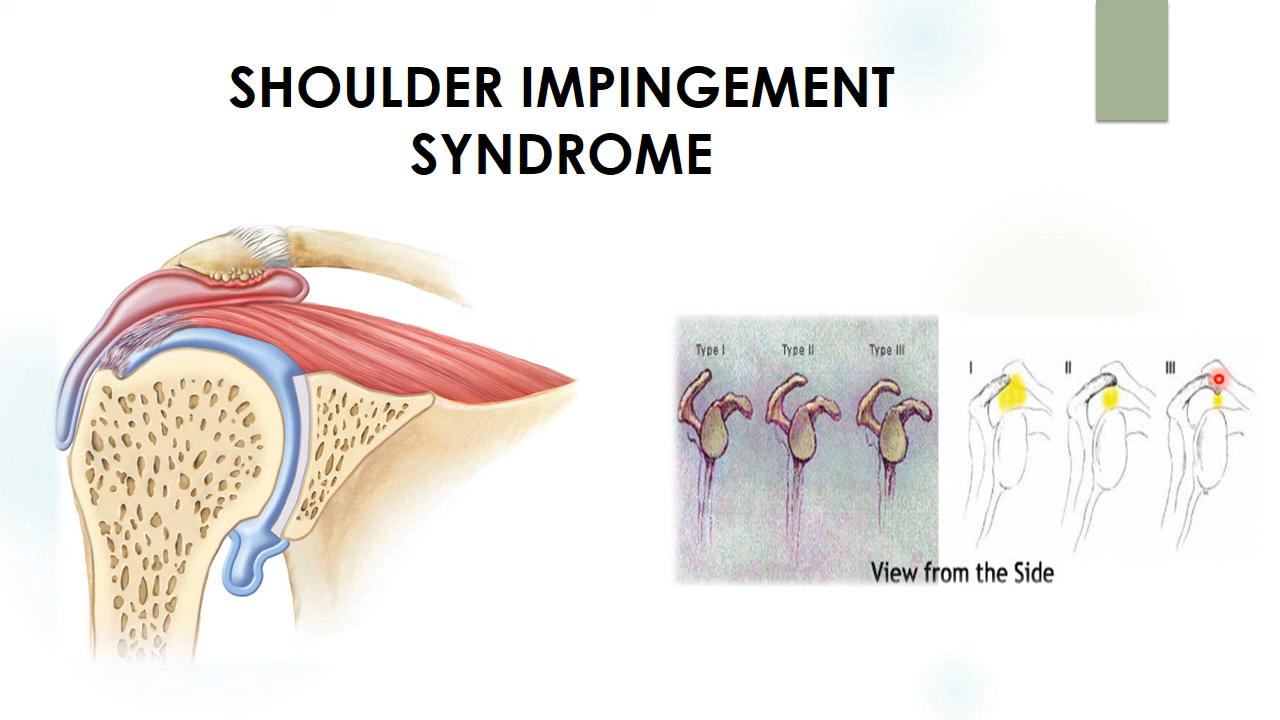 SHOULDER IMPINGEMENT
SYNDROME
Type I Type II Type III
I II III
View from the Side